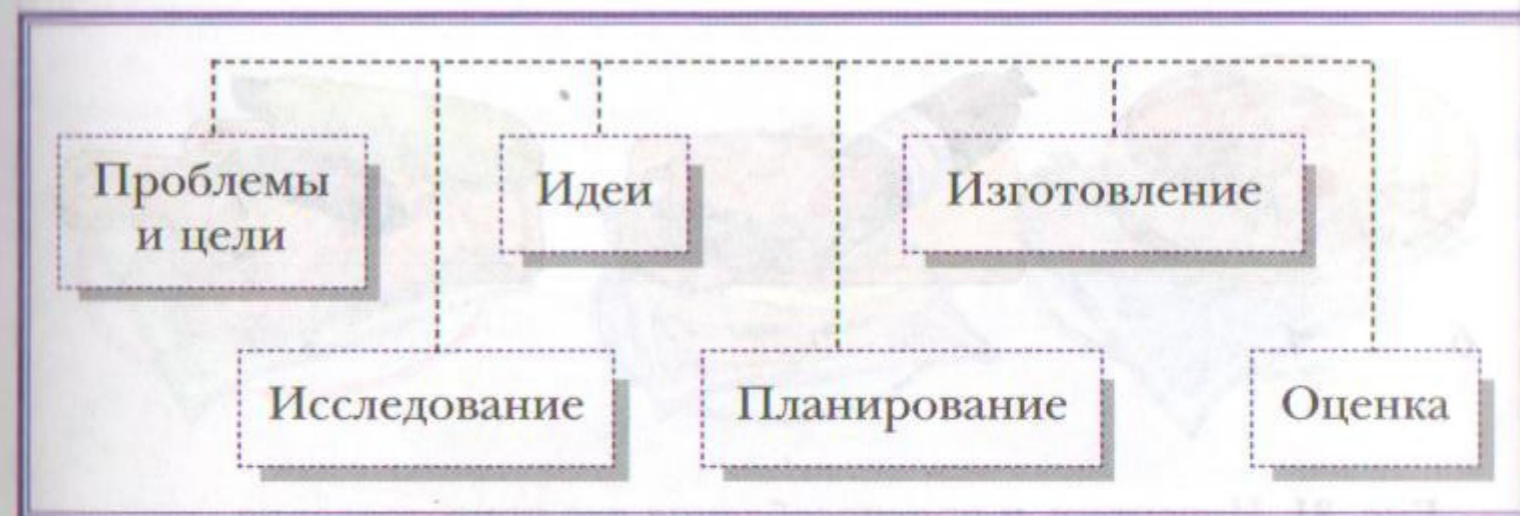 Проблемы
и цели
Идеи
Изготовление
Исследование
Планирование
Оценка